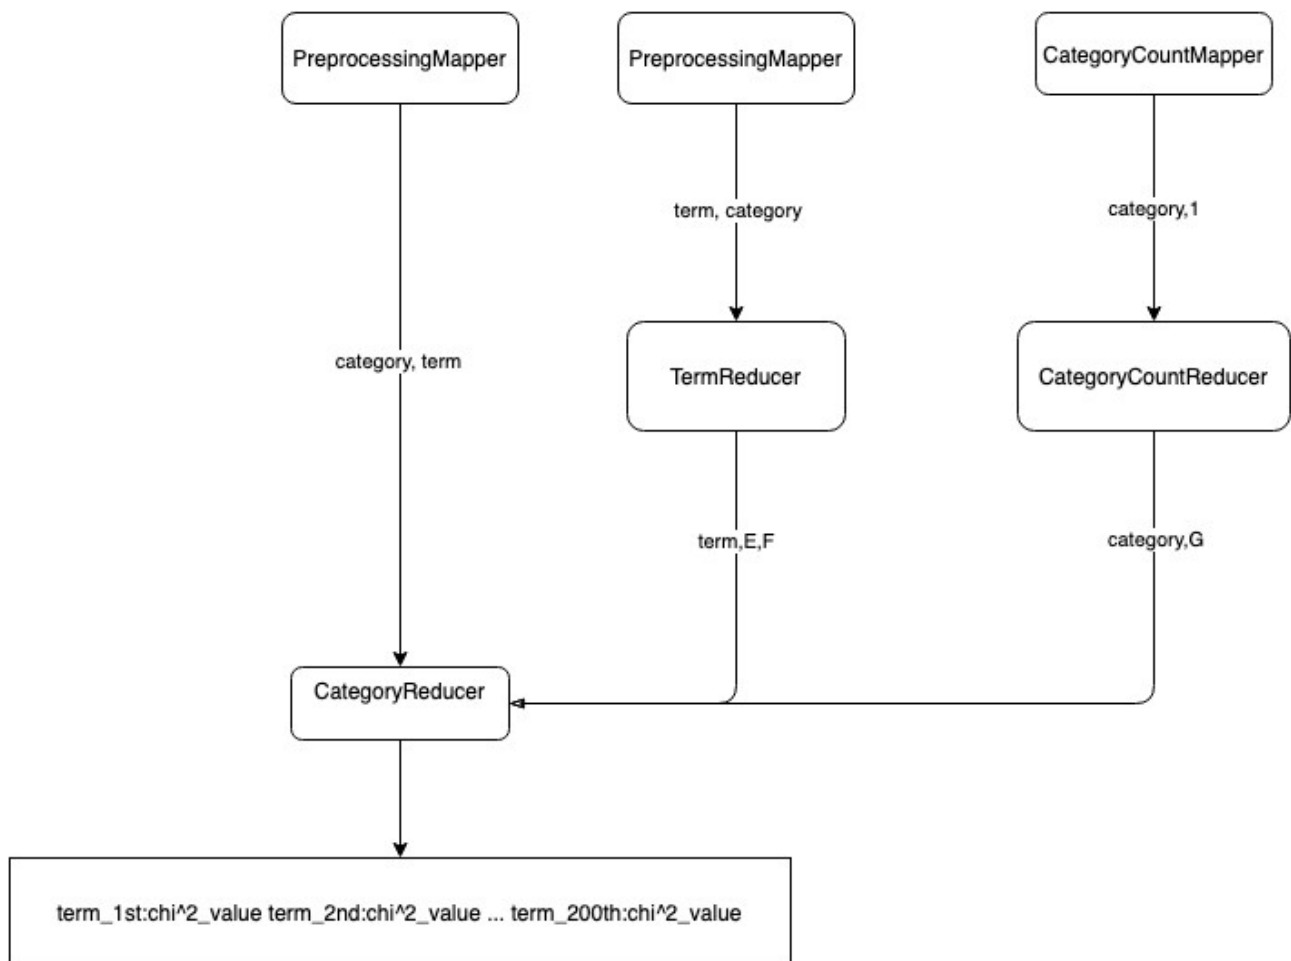 PreprocessingMapper
PreprocessingMapper
CategoryCountMapper
term, category
category,1
category, term
TermReducer
CategoryCountReducer
term,E,F
category,G
CategoryReducer
term_1st:chi^2_value term_2nd:chi^2_value ... term_200th:chi^2_value